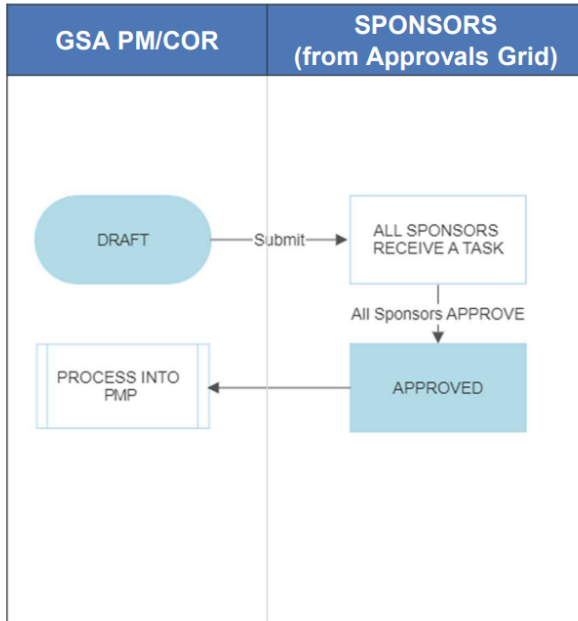 GSA PM/COR
SPONSORS
(from Approvals Grid)
DRAFT
Submit
ALL SPONSORS
RECEIVE A TASK
All Sponsors APPROVE
PROCESS INTO
PMP
APPROVED